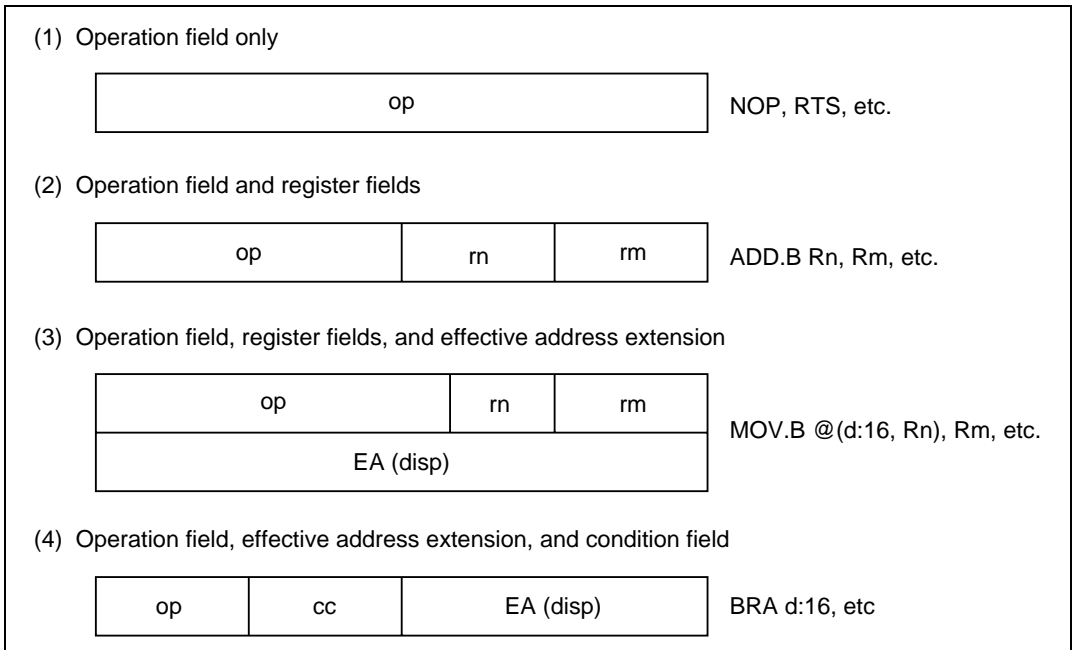 (1) Operation field only
op
NOP, RTS, etc.
(2) Operation field and register fields
op rn rm
ADD.B Rn, Rm, etc.
(3) Operation field, register fields, and effective address extension
op rn rm
EA (disp)
MOV.B @(d:16, Rn), Rm, etc.
(4) Operation field, effective address extension, and condition field
op cc EA (disp)
BRA d:16, etc